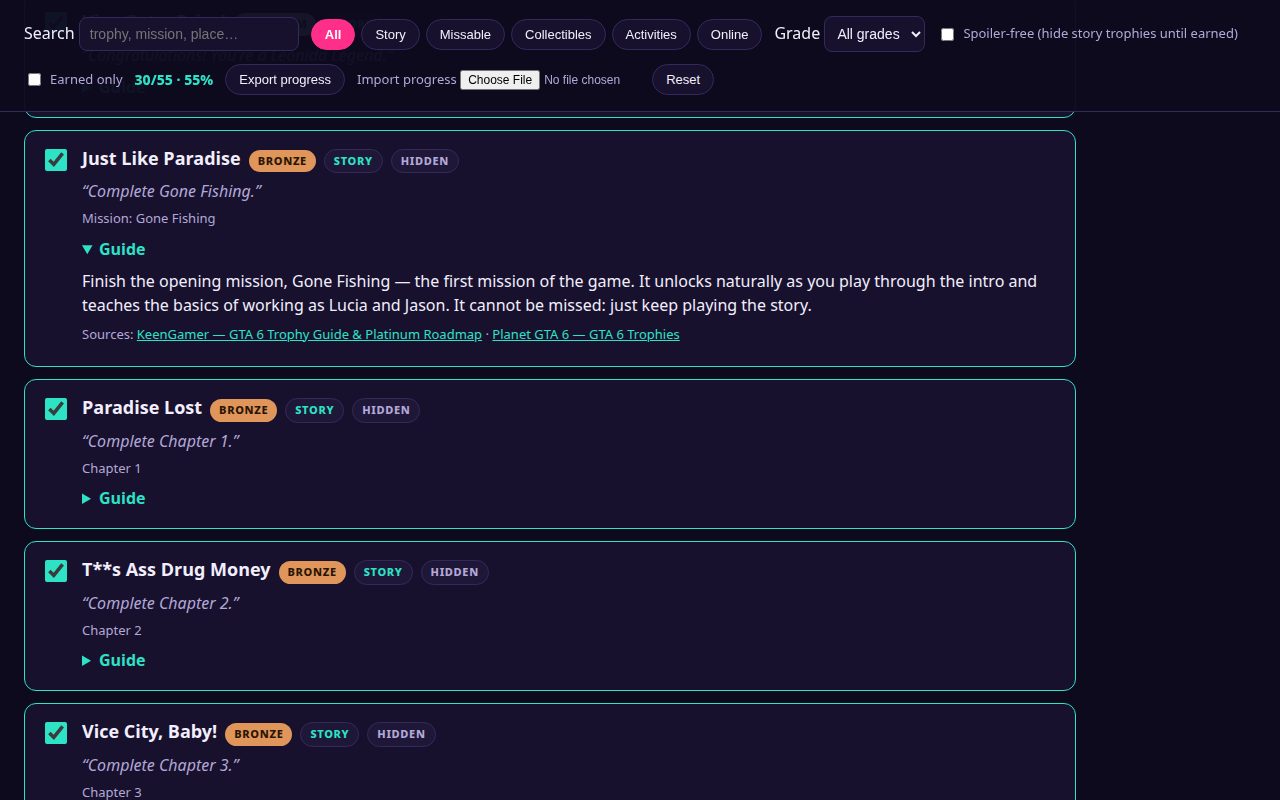 Search trophy, mission, place… All Story Missable Collectibles Activities Online Grade All grades Spoiler-free (hide story trophies until earned)
Earned only 30/55 · 55% Export progress Import progress Choose File No file chosen Reset
Just Like Paradise BRONZE STORY HIDDEN
“Complete Gone Fishing.”
Mission: Gone Fishing
▼ Guide
Finish the opening mission, Gone Fishing — the first mission of the game. It unlocks naturally as you play through the intro and
teaches the basics of working as Lucia and Jason. It cannot be missed: just keep playing the story.
Sources: KeenGamer — GTA 6 Trophy Guide & Platinum Roadmap · Planet GTA 6 — GTA 6 Trophies
Paradise Lost BRONZE STORY HIDDEN
“Complete Chapter 1.”
Chapter 1
▶ Guide
T**s Ass Drug Money BRONZE STORY HIDDEN
“Complete Chapter 2.”
Chapter 2
▶ Guide
Vice City, Baby! BRONZE STORY HIDDEN
“Complete Chapter 3.”
Chapter 3